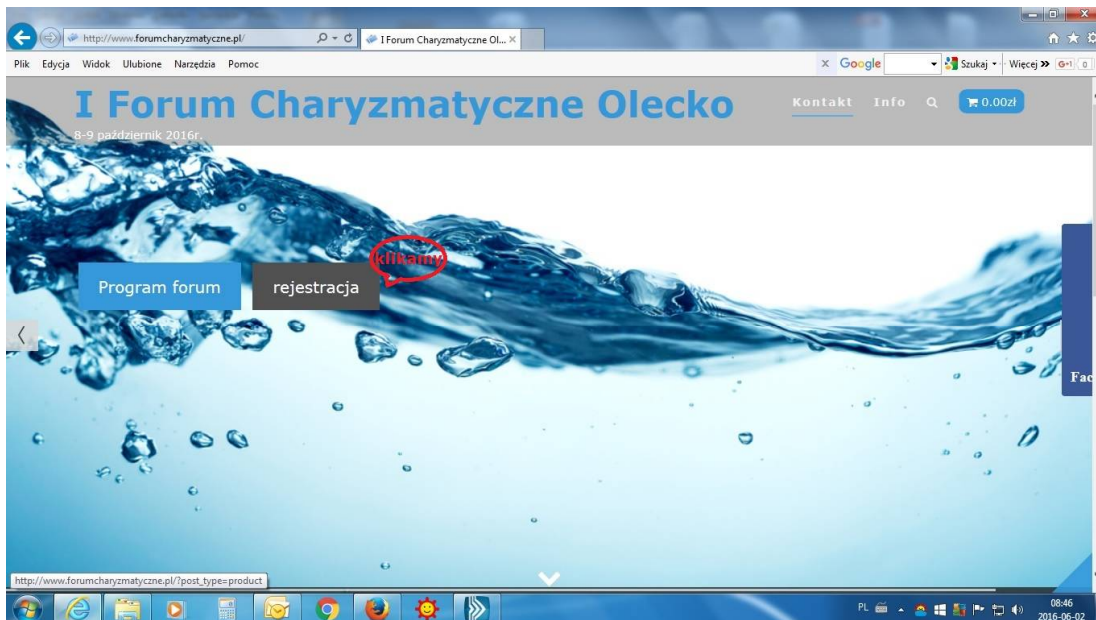 http://www.forumcharyzmatyczne.pl/
I Forum Charyzmatyczne Ol...
Plik Edycja Widok Ulubione Narzędzia Pomoc
x Google Szukaj Więcej >> G+1 0
I Forum Charyzmatyczne Olecko
Kontakt Info 0.00zł
8-9 październik 2016r.
klikamy
Program forum rejestracja
Fac
http://www.forumcharyzmatyczne.pl/?post_type=product
PL 08:46
2016-06-02